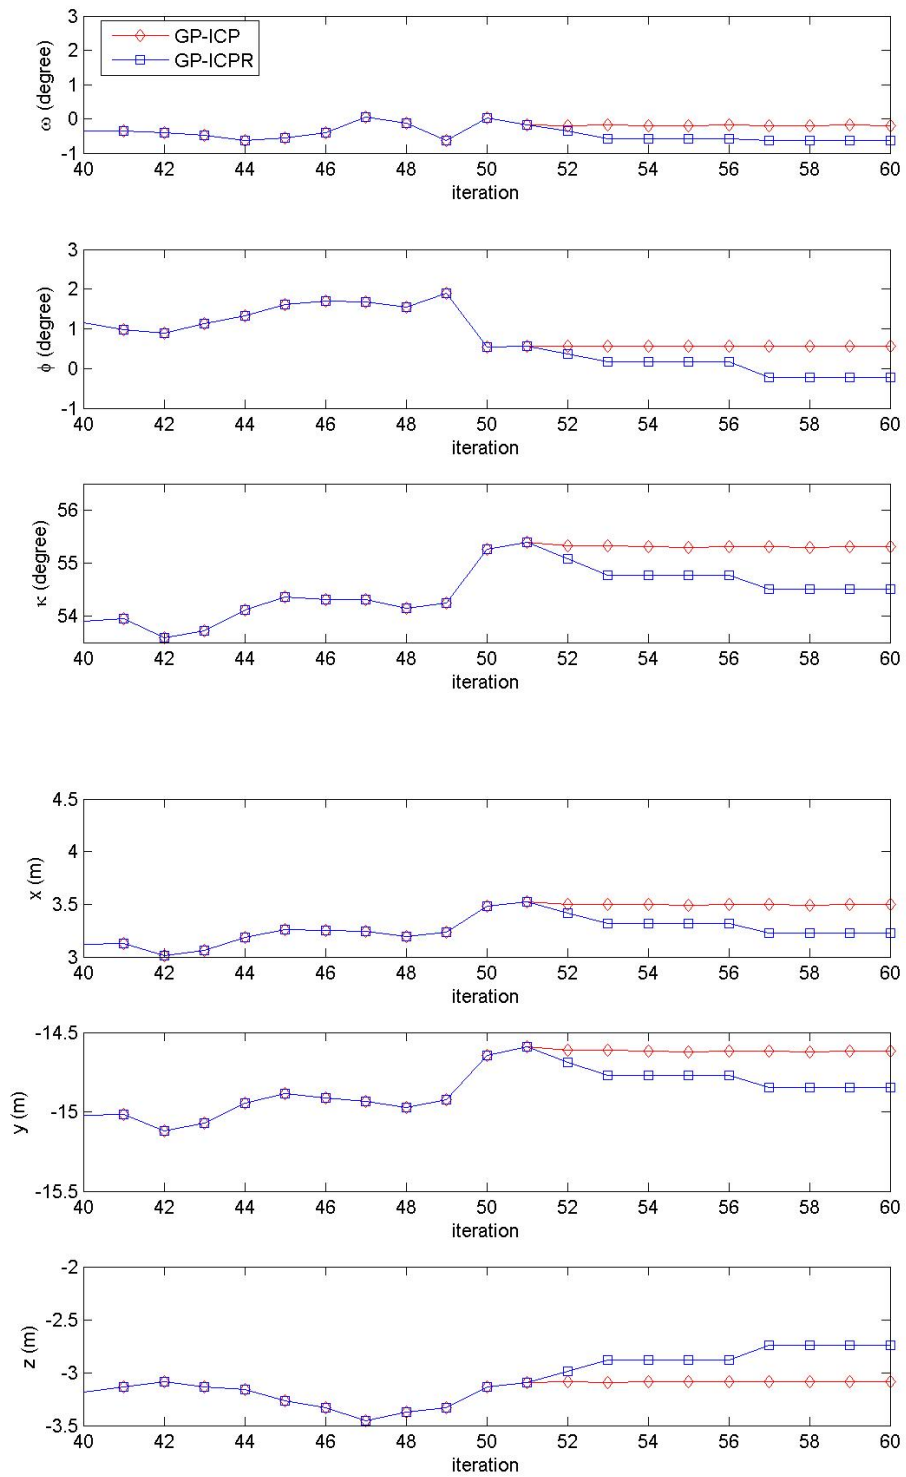 3
2
1
0
-1
ω (degree)
GP-ICP
GP-ICPR
40 42 44 46 48 50 52 54 56 58 60
iteration
3
2
1
0
-1
ϕ (degree)
40 42 44 46 48 50 52 54 56 58 60
iteration
56
55
54
κ (degree)
40 42 44 46 48 50 52 54 56 58 60
iteration
4.5
4
3.5
3
x (m)
40 42 44 46 48 50 52 54 56 58 60
iteration
-14.5
-15
-15.5
y (m)
40 42 44 46 48 50 52 54 56 58 60
iteration
-2
-2.5
-3
-3.5
z (m)
40 42 44 46 48 50 52 54 56 58 60
iteration